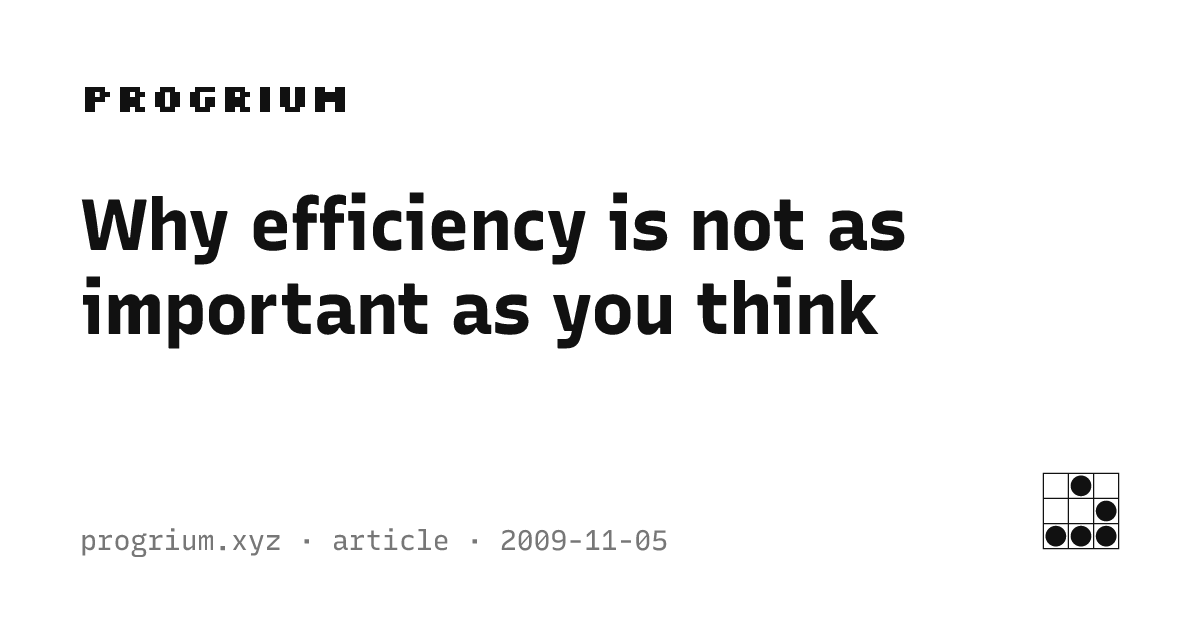 PROGRIUM
Why efficiency is not as
important as you think
progrium.xyz · article · 2009-11-05